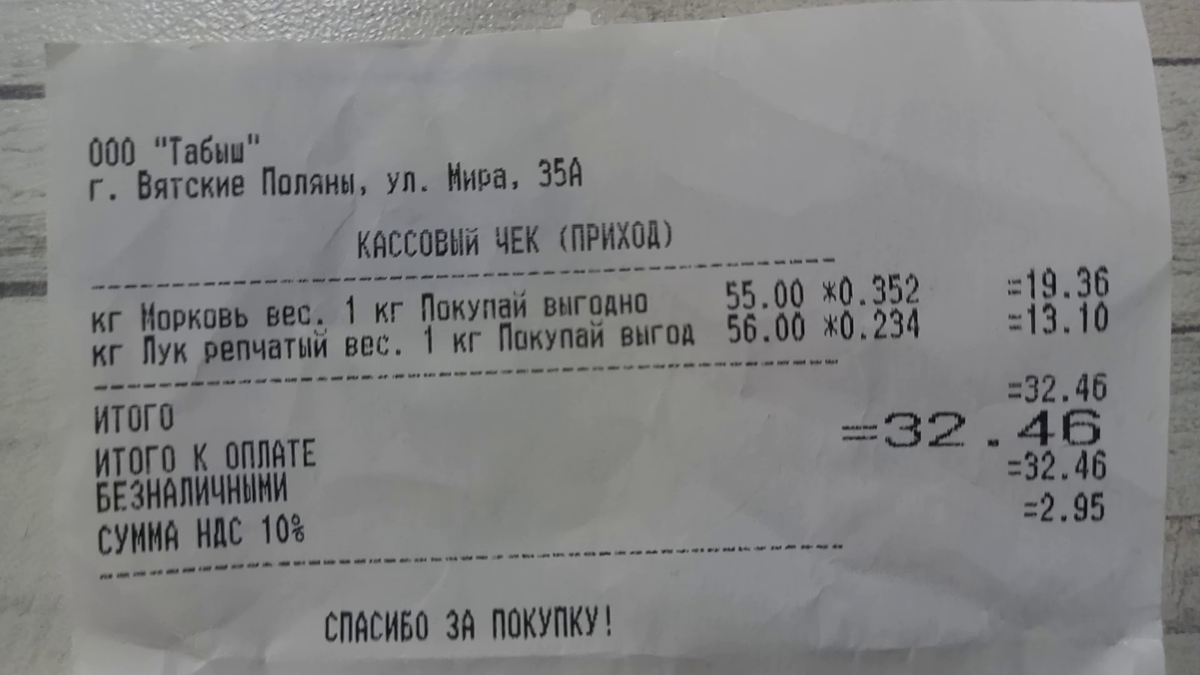 ООО "Табыш"
г. Вятские Поляны, ул. Мира, 35А
КАССОВЫЙ ЧЕК (ПРИХОД)
кг Морковь вес. 1 кг Покупай выгодно 55.00 *0.352 =19.36
кг Лук репчатый вес. 1 кг Покупай выгод 56.00 *0.234 =13.10
ИТОГО =32.46
ИТОГО К ОПЛАТЕ =32.46
БЕЗНАЛИЧНЫМИ =32.46
СУММА НДС 10% =2.95
СПАСИБО ЗА ПОКУПКУ!